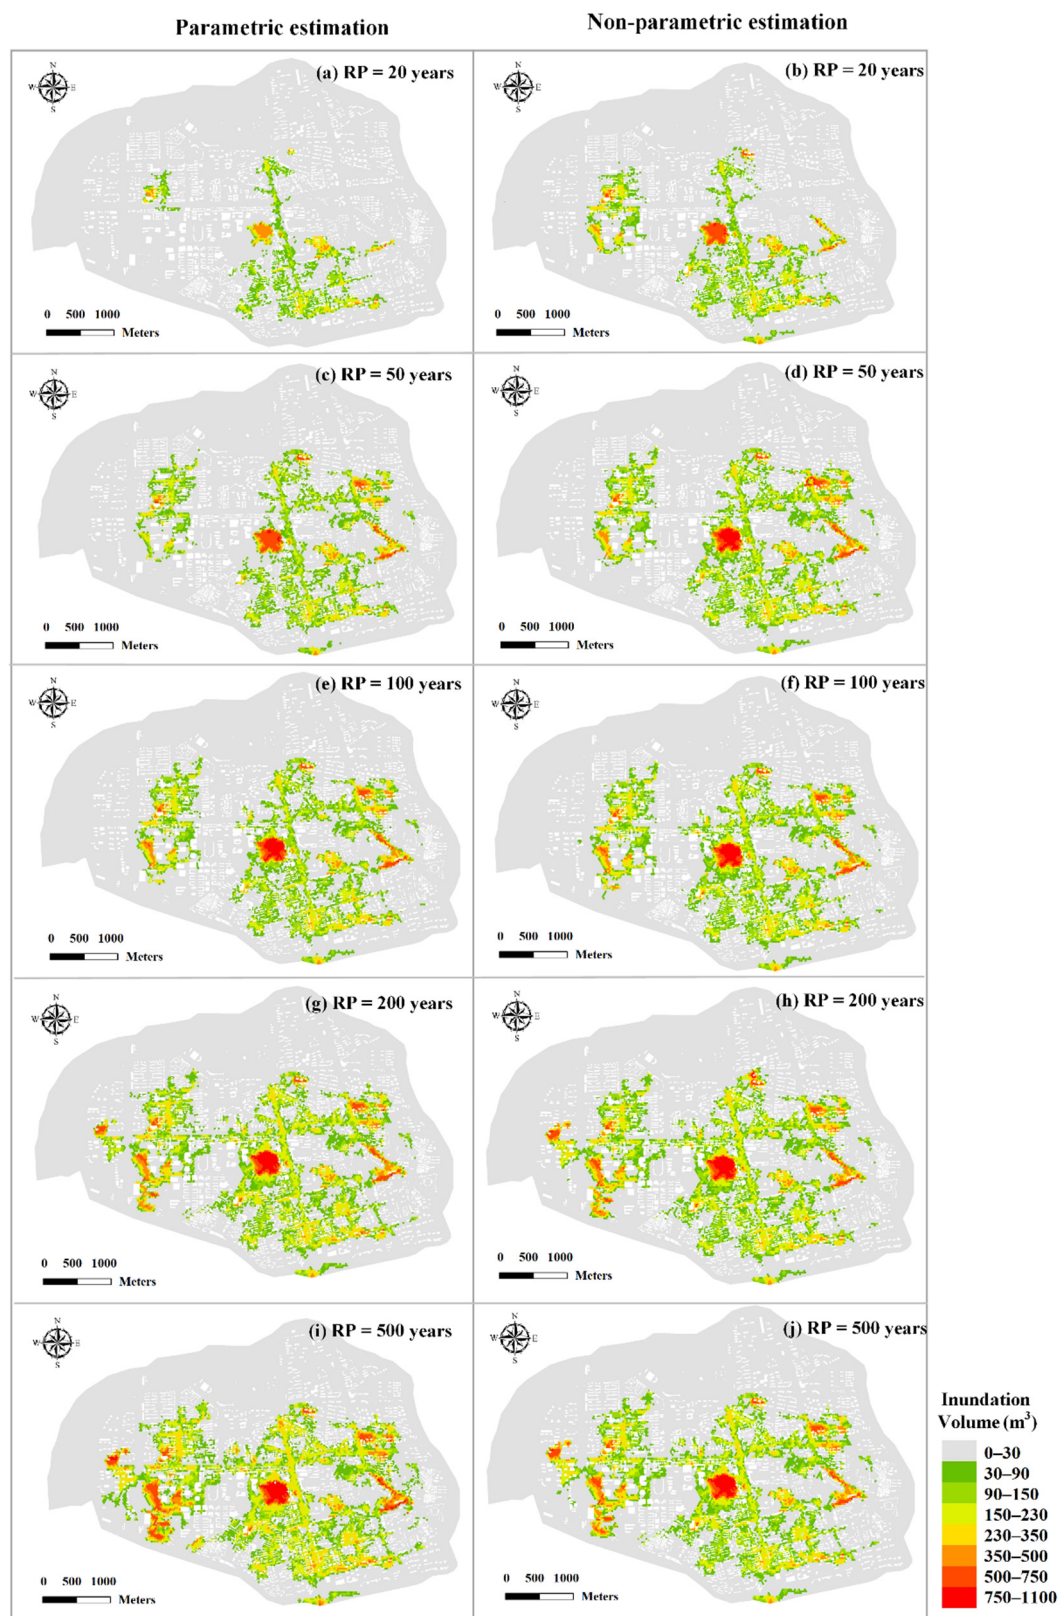 Parametric estimation
Non-parametric estimation
(a) RP = 20 years
N
W
E
S
0 500 1000
Meters
(b) RP = 20 years
N
W
E
S
0 500 1000
Meters
(c) RP = 50 years
N
W
E
S
0 500 1000
Meters
(d) RP = 50 years
N
W
E
S
0 500 1000
Meters
(e) RP = 100 years
N
W
E
S
0 500 1000
Meters
(f) RP = 100 years
N
W
E
S
0 500 1000
Meters
(g) RP = 200 years
N
W
E
S
0 500 1000
Meters
(h) RP = 200 years
N
W
E
S
0 500 1000
Meters
(i) RP = 500 years
N
W
E
S
0 500 1000
Meters
(j) RP = 500 years
N
W
E
S
0 500 1000
Meters
Inundation
Volume (m³)
0–30
30–90
90–150
150–230
230–350
350–500
500–750
750–1100